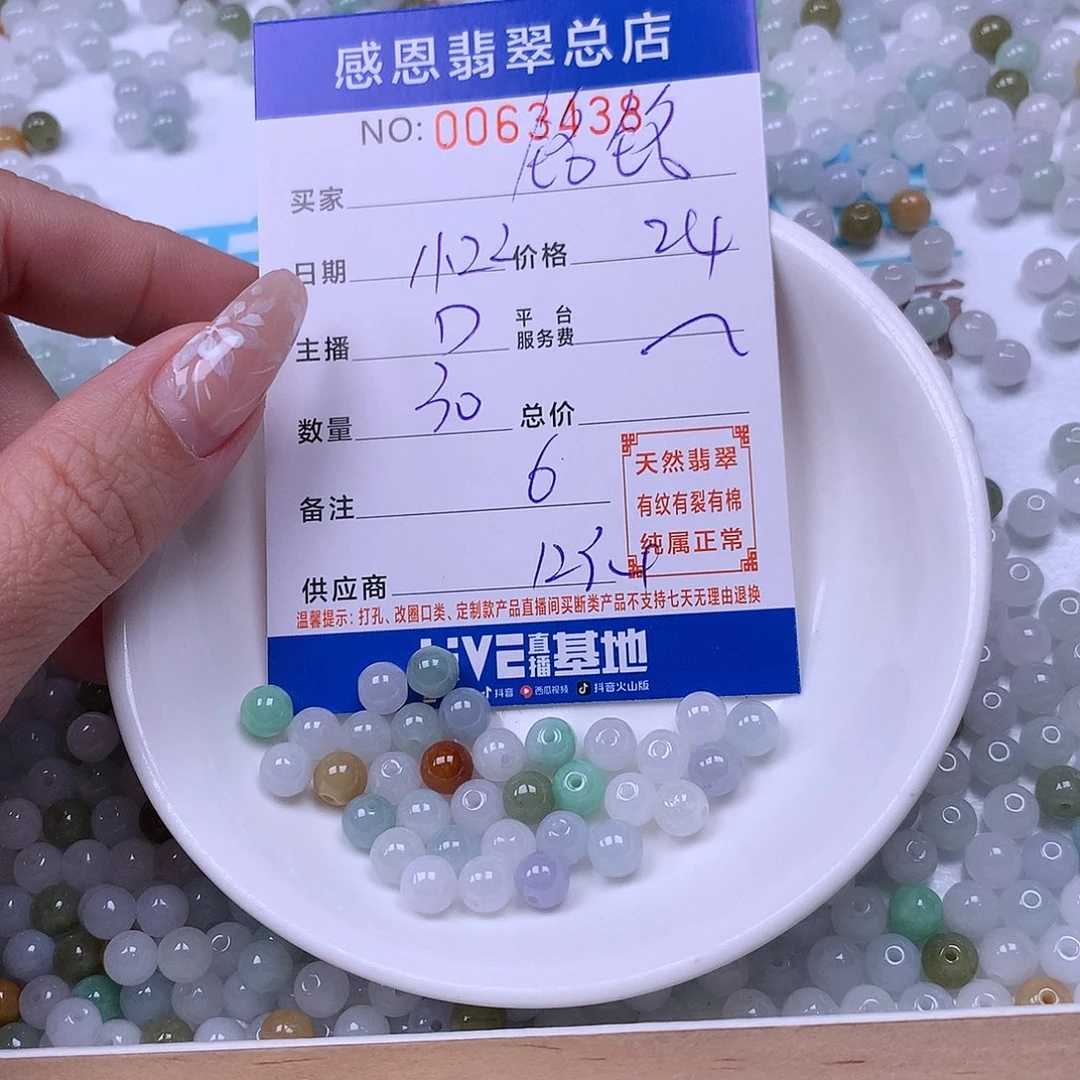 感恩翡翠总店
NO: 0063438
买家
日期 11.22 价格 24
主播 D 平台服务费
数量 30 总价
备注 6
天然翡翠
有纹有裂有棉
纯属正常
供应商
温馨提示：打孔、改圈口类、定制款产品直播间买断类产品不支持七天无理由退换
LIVE直播基地
抖音 西瓜视频 抖音火山版